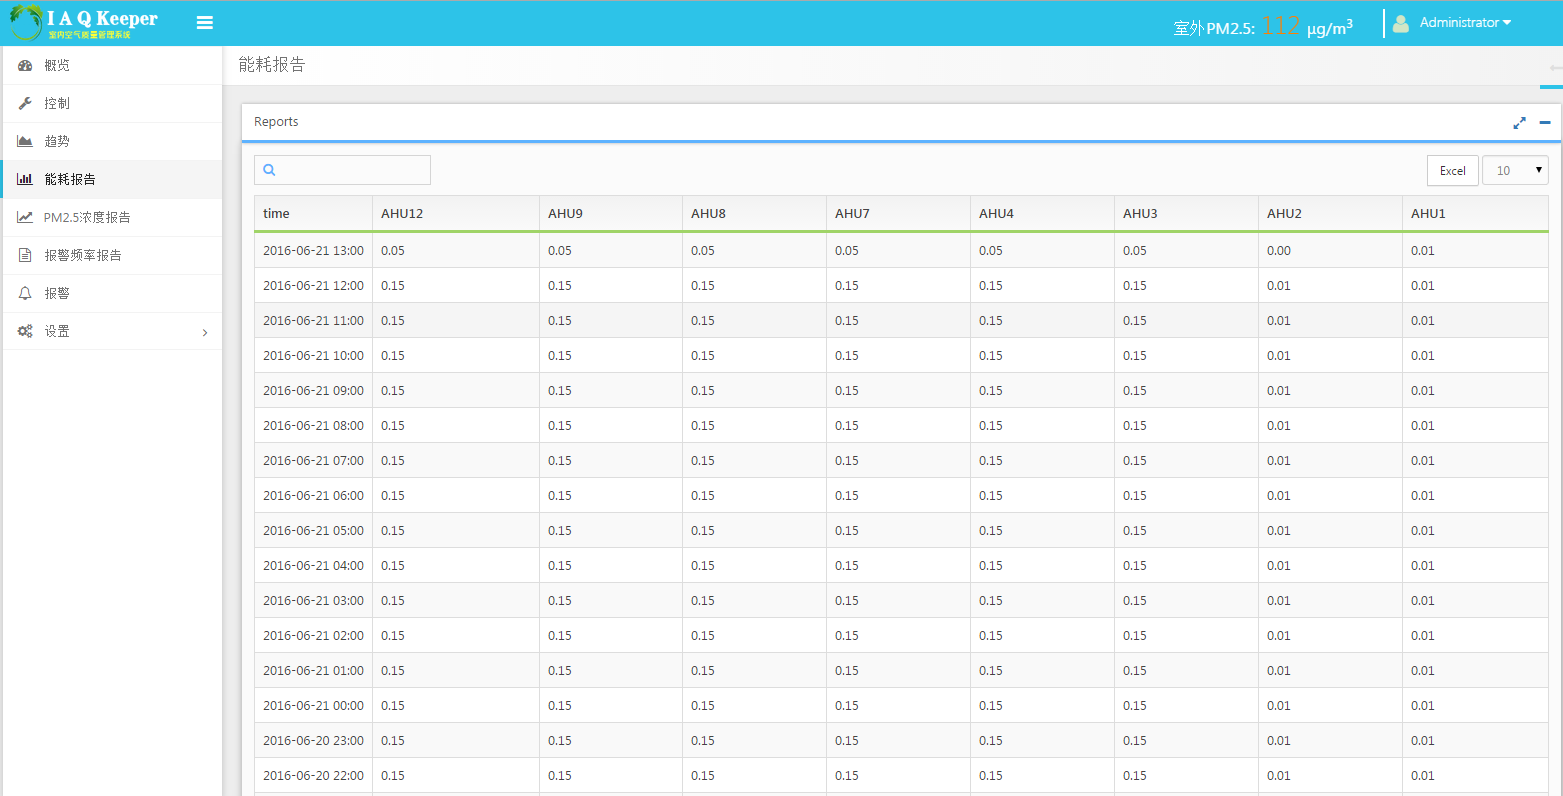 I A Q Keeper
室内空气能量管理系统
室外PM2.5: 117 μg/m³
Administrator
概览
控制
趋势
能耗报告
PM2.5浓度报告
报警频率报告
报警
设置
能耗报告
Reports
Excel
10
time AHU12 AHU9 AHU8 AHU7 AHU4 AHU3 AHU2 AHU1
2016-06-21 13:00 0.05 0.05 0.05 0.05 0.05 0.05 0.00 0.01
2016-06-21 12:00 0.15 0.15 0.15 0.15 0.15 0.15 0.01 0.01
2016-06-21 11:00 0.15 0.15 0.15 0.15 0.15 0.15 0.01 0.01
2016-06-21 10:00 0.15 0.15 0.15 0.15 0.15 0.15 0.01 0.01
2016-06-21 09:00 0.15 0.15 0.15 0.15 0.15 0.15 0.01 0.01
2016-06-21 08:00 0.15 0.15 0.15 0.15 0.15 0.15 0.01 0.01
2016-06-21 07:00 0.15 0.15 0.15 0.15 0.15 0.15 0.01 0.01
2016-06-21 06:00 0.15 0.15 0.15 0.15 0.15 0.15 0.01 0.01
2016-06-21 05:00 0.15 0.15 0.15 0.15 0.15 0.15 0.01 0.01
2016-06-21 04:00 0.15 0.15 0.15 0.15 0.15 0.15 0.01 0.01
2016-06-21 03:00 0.15 0.15 0.15 0.15 0.15 0.15 0.01 0.01
2016-06-21 02:00 0.15 0.15 0.15 0.15 0.15 0.15 0.01 0.01
2016-06-21 01:00 0.15 0.15 0.15 0.15 0.15 0.15 0.01 0.01
2016-06-21 00:00 0.15 0.15 0.15 0.15 0.15 0.15 0.01 0.01
2016-06-20 23:00 0.15 0.15 0.15 0.15 0.15 0.15 0.01 0.01
2016-06-20 22:00 0.15 0.15 0.15 0.15 0.15 0.15 0.01 0.01